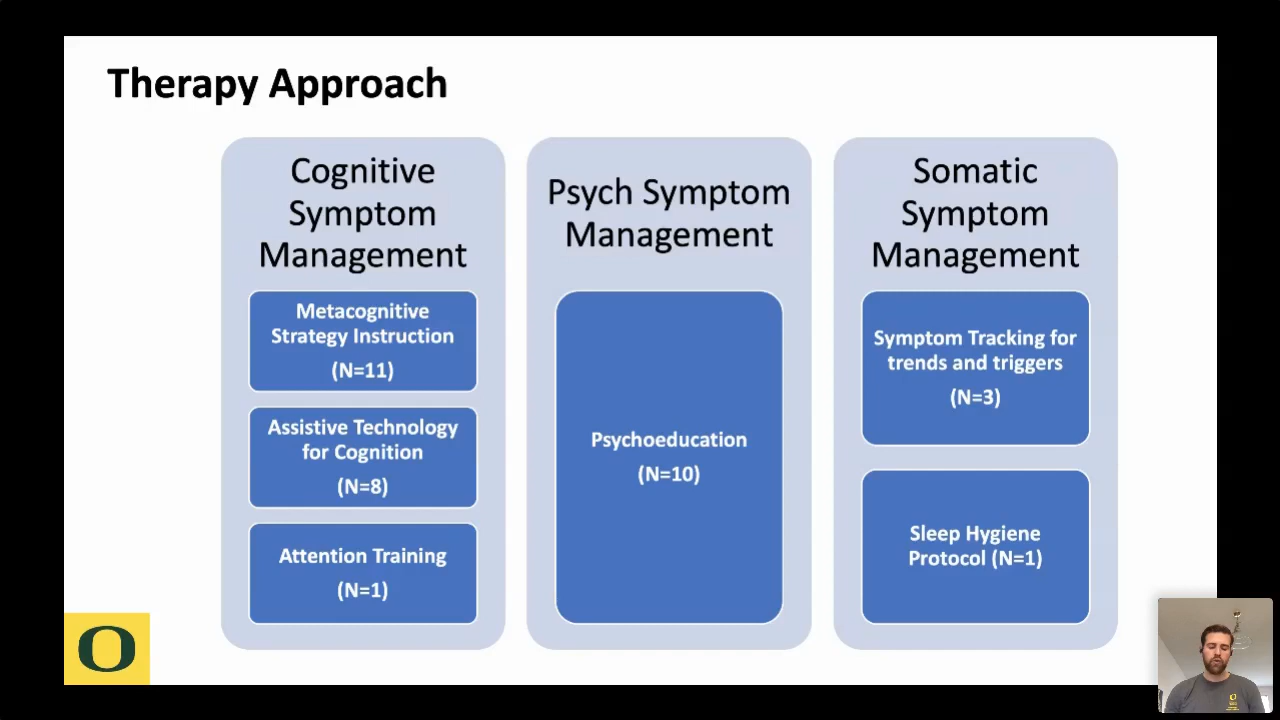 Therapy Approach
Cognitive
Symptom
Management
Metacognitive
Strategy Instruction
(N=11)
Assistive Technology
for Cognition
(N=8)
Attention Training
(N=1)
Psych Symptom
Management
Psychoeducation
(N=10)
Somatic
Symptom
Management
Symptom Tracking for
trends and triggers
(N=3)
Sleep Hygiene
Protocol (N=1)
O